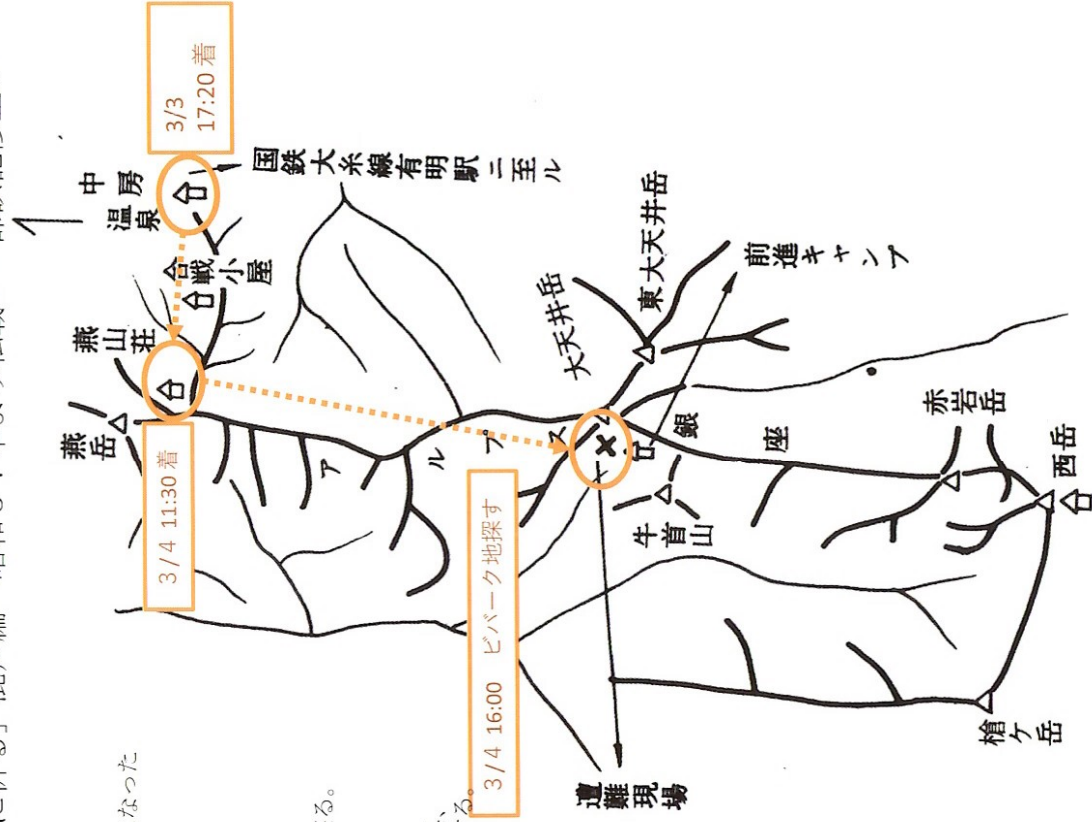 3/3
17:20 着
中房
温泉
国鉄大糸線有明駅ニ至ル
合戦
小屋
燕山荘
燕岳
3/4 11:30 着
アルプス銀座
3/4 16:00 ビバーク地探す
大天井岳
東大天井岳
前進キャンプ
牛首山
赤岩岳
西岳
槍ケ岳
遭難現場
なった
る。
る。